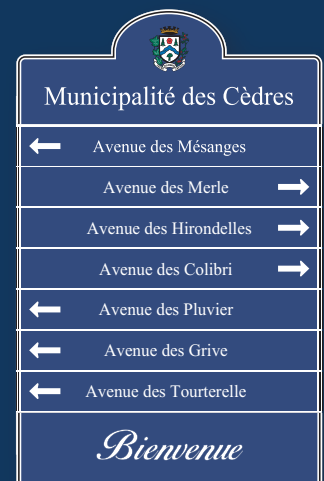 Municipalité des Cèdres
Avenue des Mésanges
Avenue des Merle
Avenue des Hirondelles
Avenue des Colibri
Avenue des Pluvier
Avenue des Grive
Avenue des Tourterelle
Bienvenue